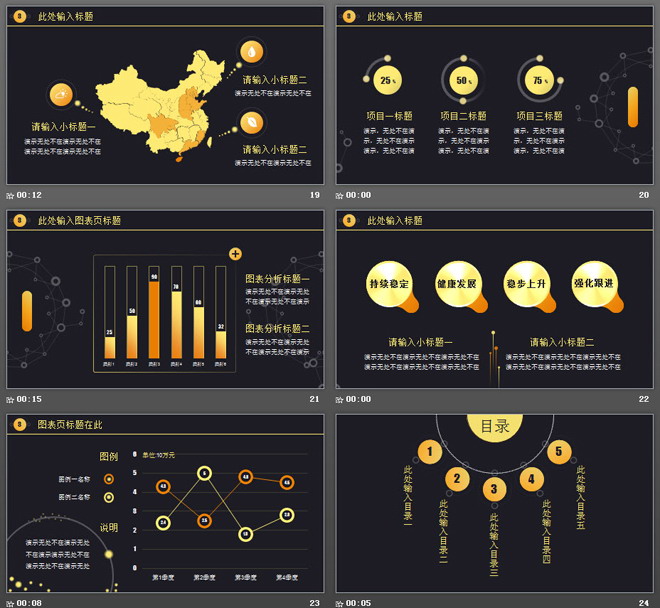 8 此处输入标题
请输入小标题二
演示无处不在演示无处不在
请输入小标题一
演示无处不在演示无处不在
演示无处不在演示无处不在
请输入小标题二
演示无处不在演示无处不在
00:12 19
8 此处输入标题
25 % 50 % 75 %
项目一标题 项目二标题 项目三标题
演示，无处不在演 演示，无处不在演 演示，无处不在演
示，无处不在演 示，无处不在演 示，无处不在演
示，无处不在演 示，无处不在演 示，无处不在演
00:00 20
8 此处输入图表页标题
+
25 50 90 78 60 32
类别1 类别2 类别3 类别4 类别5 类别6
图表分析标题一
演示无处不在演示无处
不在演示无处不在演示
图表分析标题二
演示无处不在演示无处
不在演示无处不在演示
00:15 21
8 此处输入标题
持续稳定 健康发展 稳步上升 强化跟进
请输入小标题一 请输入小标题二
演示无处不在演示无处不在演示无处不在 演示无处不在演示无处不在演示无处不在
演示无处不在演示无处不在演示无处不在 演示无处不在演示无处不在演示无处不在
00:00 22
8 图表页标题在此
图例
图例一名称
图例二名称
说明
演示无处不在演示无处
不在演示演示无处不在
演示无处不在演示无处
单位:10万元
6
5
4
3
2
1
0
4.3 2.5 4.8 4.5
2.4 5 1.8 2.8
第1季度 第2季度 第3季度 第4季度
00:08 23
目录
1 2 3 4 5
此处输入目录一
此处输入目录二
此处输入目录三
此处输入目录四
此处输入目录五
00:05 24